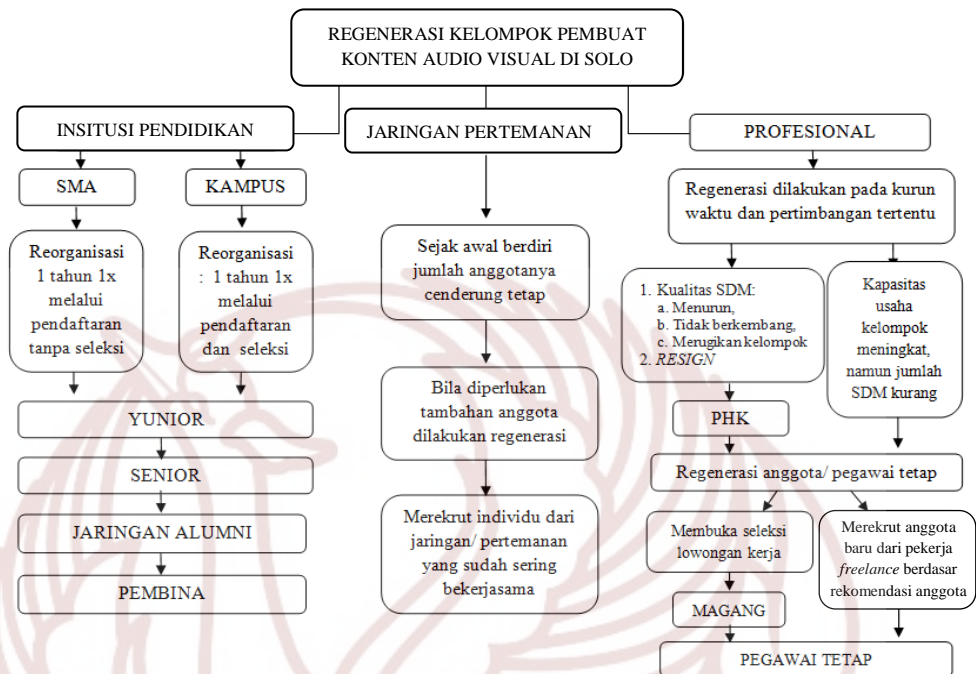 REGENERASI KELOMPOK PEMBUAT
KONTEN AUDIO VISUAL DI SOLO
INSITUSI PENDIDIKAN
SMA
Reorganisasi
1 tahun 1x
melalui
pendaftaran
tanpa seleksi
KAMPUS
Reorganisasi
: 1 tahun 1x
melalui
pendaftaran
dan seleksi
YUNIOR
SENIOR
JARINGAN ALUMNI
PEMBINA
JARINGAN PERTEMANAN
Sejak awal berdiri
jumlah anggotanya
cenderung tetap
Bila diperlukan
tambahan anggota
dilakukan regenerasi
Merekrut individu dari
jaringan/ pertemanan
yang sudah sering
bekerjasama
PROFESIONAL
Regenerasi dilakukan pada kurun
waktu dan pertimbangan tertentu
1. Kualitas SDM:
a. Menurun,
b. Tidak berkembang,
c. Merugikan kelompok
2. RESIGN
PHK
Kapasitas
usaha
kelompok
meningkat,
namun jumlah
SDM kurang
Regenerasi anggota/ pegawai tetap
Membuka seleksi
lowongan kerja
MAGANG
Merekrut anggota
baru dari pekerja
freelance berdasar
rekomendasi anggota
PEGAWAI TETAP